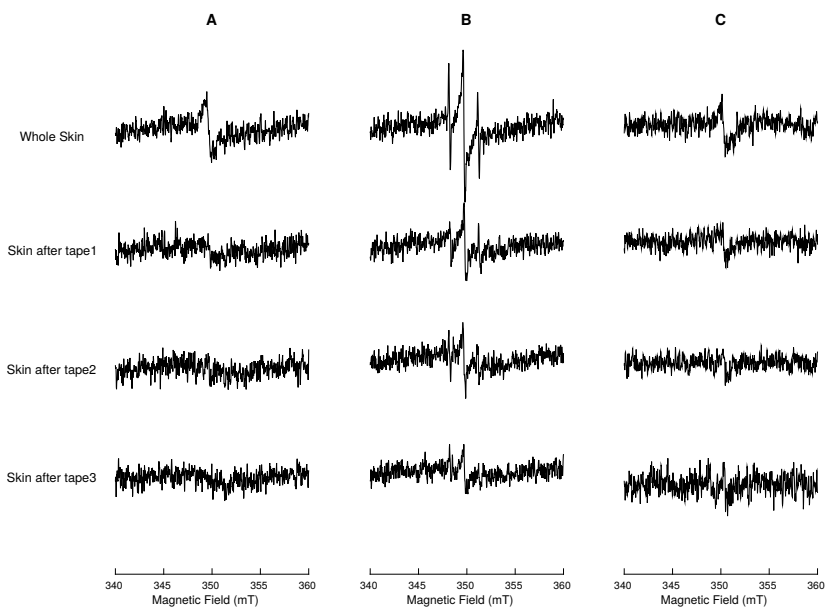 A B C
Whole Skin
Skin after tape1
Skin after tape2
Skin after tape3
340 345 350 355 360 340 345 350 355 360 340 345 350 355 360
Magnetic Field (mT) Magnetic Field (mT) Magnetic Field (mT)